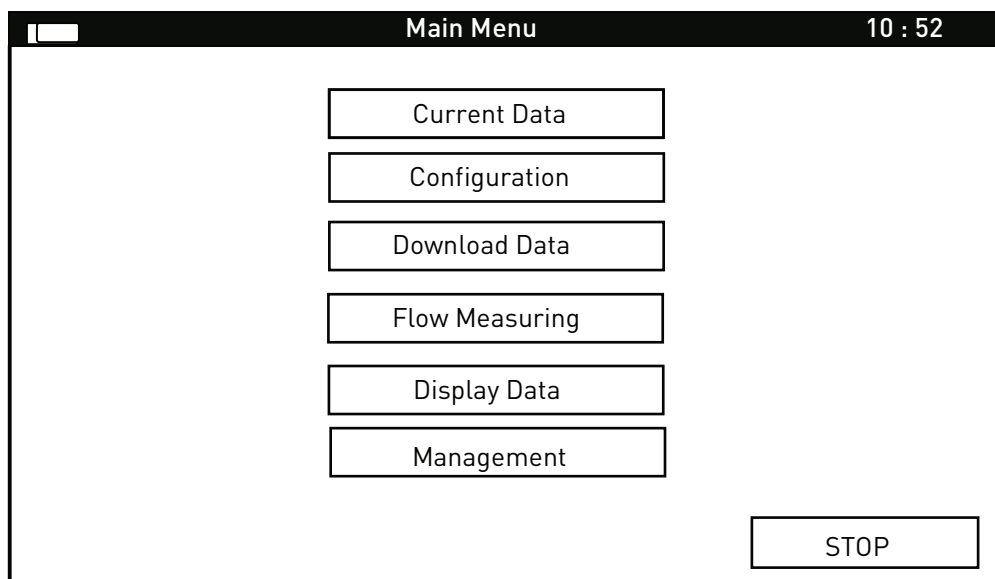 Main Menu 10 : 52
Current Data
Configuration
Download Data
Flow Measuring
Display Data
Management
STOP